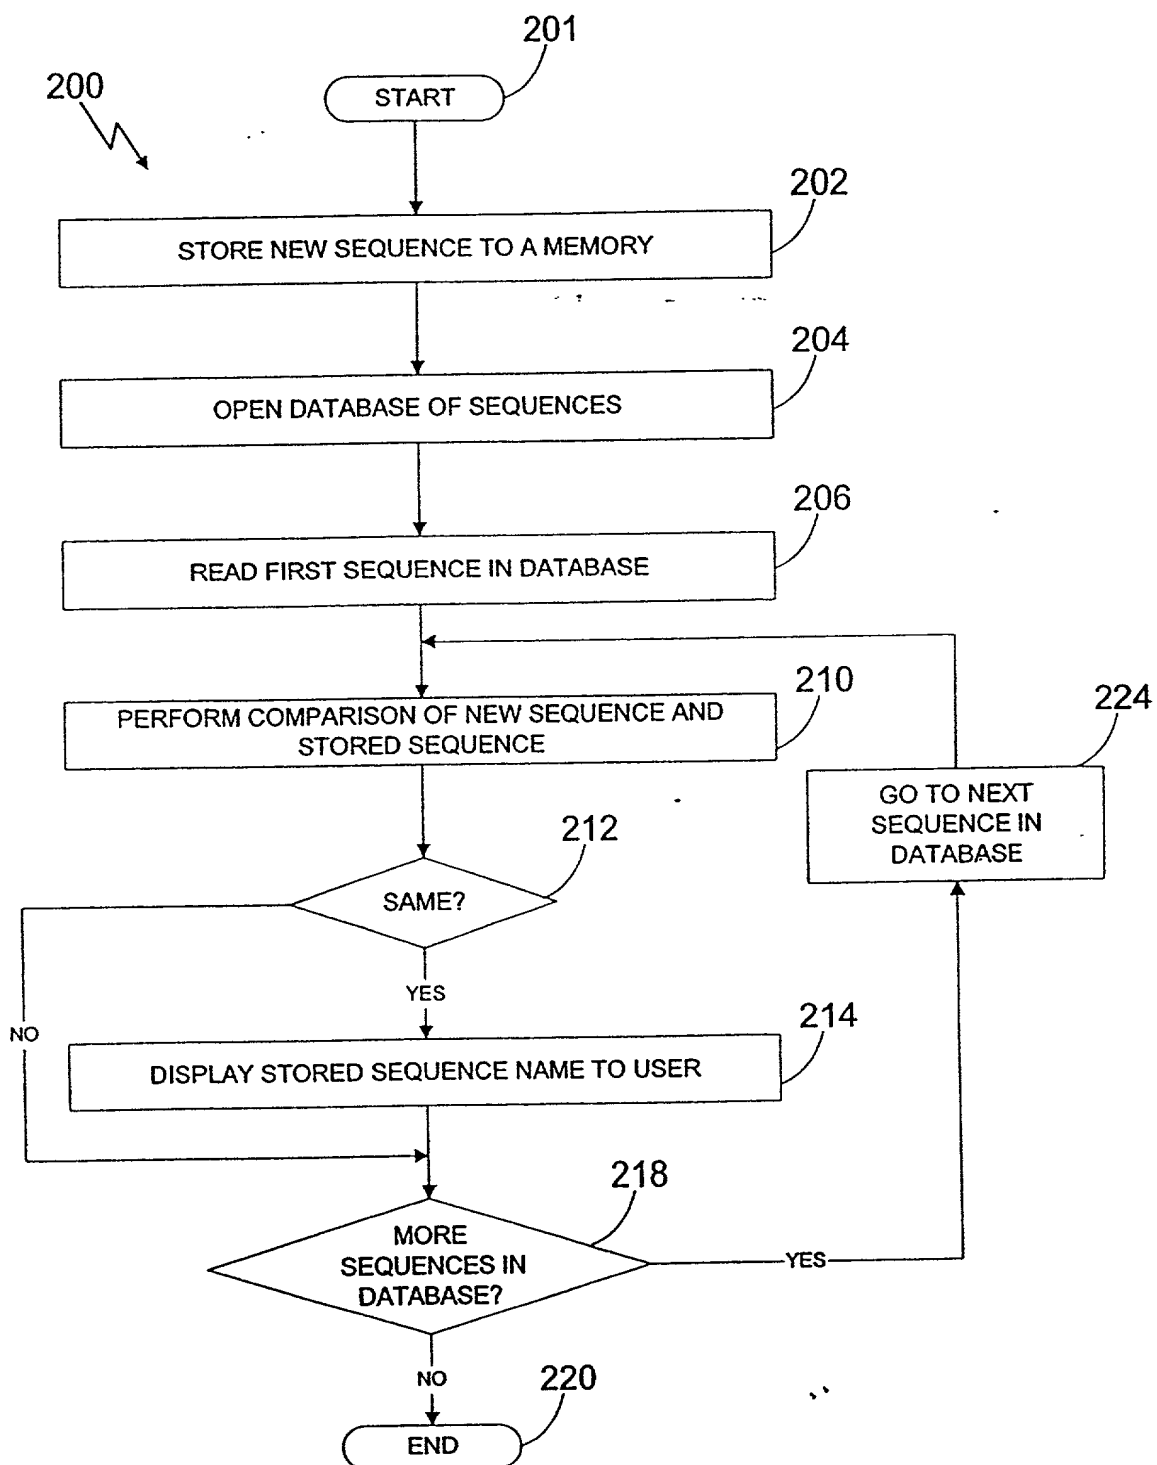 201
START
200
202
STORE NEW SEQUENCE TO A MEMORY
204
OPEN DATABASE OF SEQUENCES
206
READ FIRST SEQUENCE IN DATABASE
210
PERFORM COMPARISON OF NEW SEQUENCE AND
STORED SEQUENCE
224
GO TO NEXT
SEQUENCE IN
DATABASE
212
SAME?
YES
NO
214
DISPLAY STORED SEQUENCE NAME TO USER
218
MORE
SEQUENCES IN
DATABASE?
YES
NO
220
END